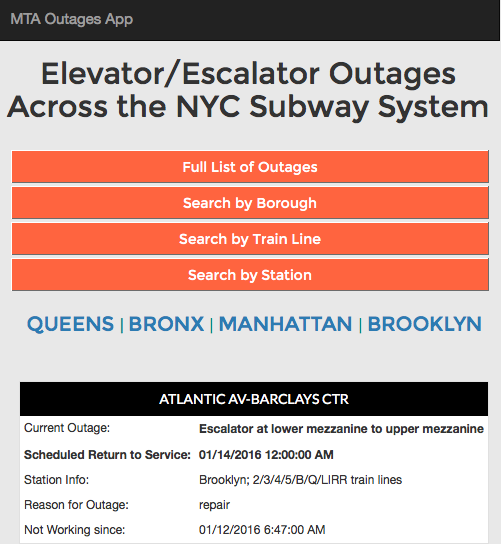 MTA Outages App
Elevator/Escalator Outages
Across the NYC Subway System
Full List of Outages
Search by Borough
Search by Train Line
Search by Station
QUEENS | BRONX | MANHATTAN | BROOKLYN
ATLANTIC AV-BARCLAYS CTR
Current Outage: Escalator at lower mezzanine to upper mezzanine
Scheduled Return to Service: 01/14/2016 12:00:00 AM
Station Info: Brooklyn; 2/3/4/5/B/Q/LIRR train lines
Reason for Outage: repair
Not Working since: 01/12/2016 6:47:00 AM